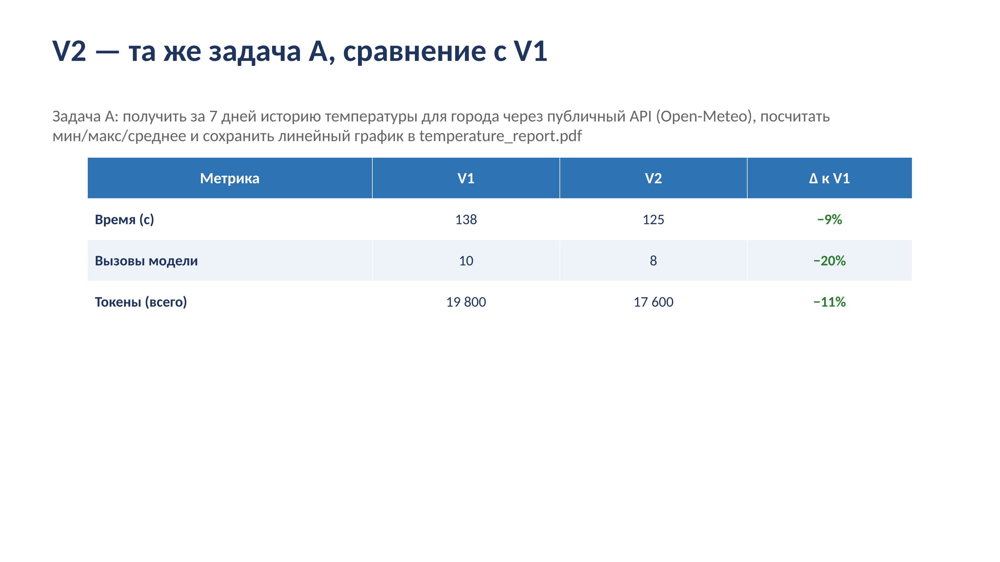 V2 — та же задача А, сравнение с V1
Задача А: получить за 7 дней историю температуры для города через публичный API (Open-Meteo), посчитать
мин/макс/среднее и сохранить линейный график в temperature_report.pdf
Метрика V1 V2 Δ к V1
Время (с) 138 125 −9%
Вызовы модели 10 8 −20%
Токены (всего) 19 800 17 600 −11%